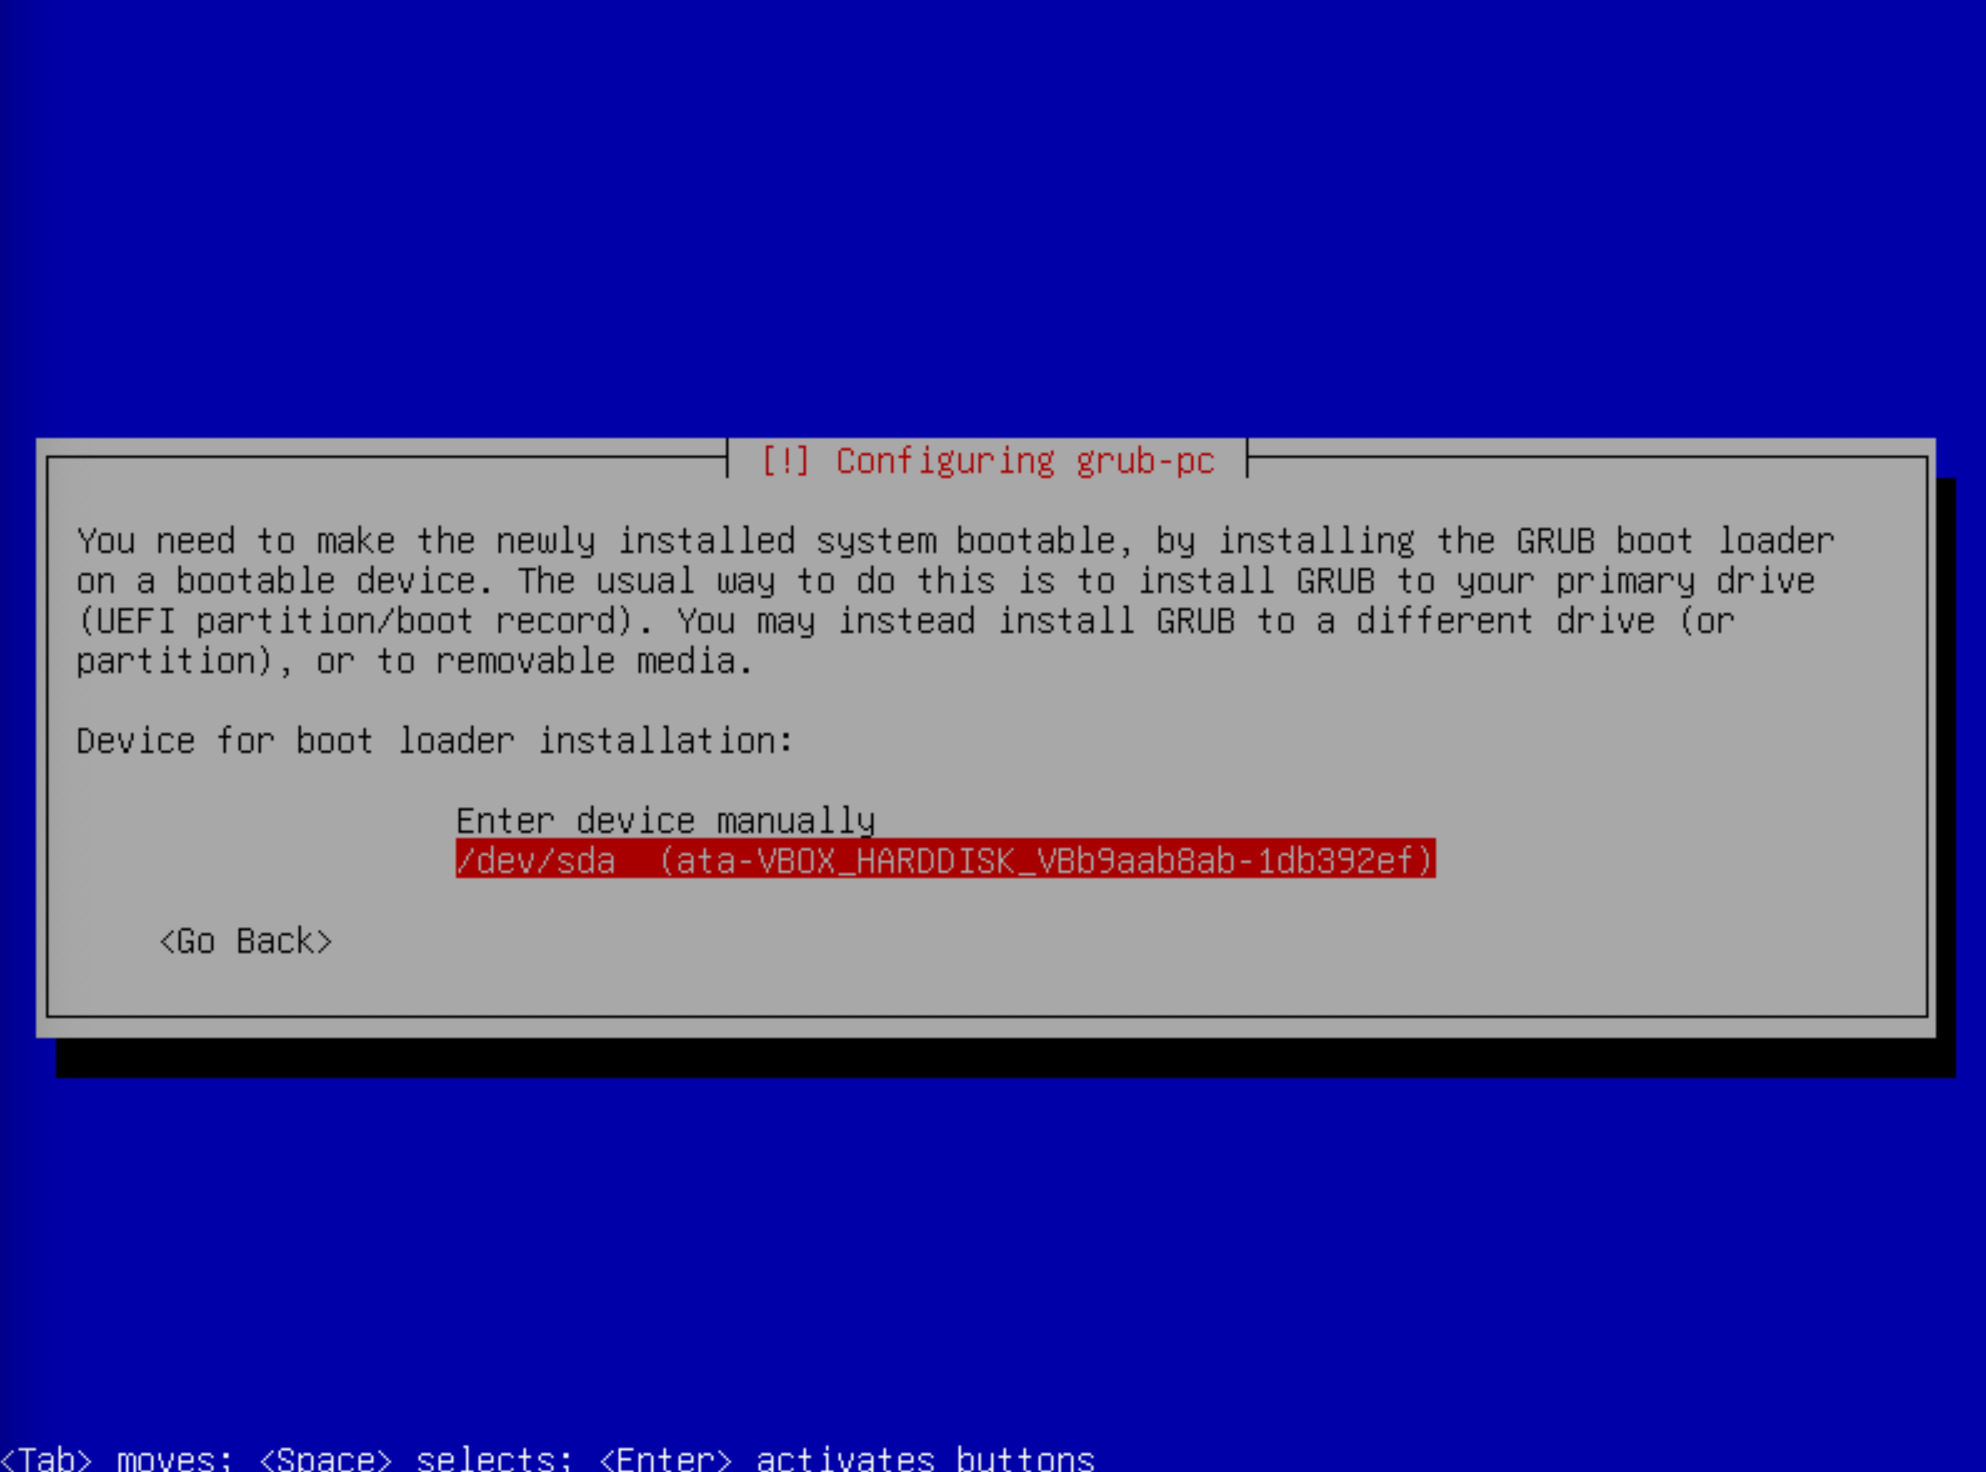 [!] Configuring grub-pc
You need to make the newly installed system bootable, by installing the GRUB boot loader
on a bootable device. The usual way to do this is to install GRUB to your primary drive
(UEFI partition/boot record). You may instead install GRUB to a different drive (or
partition), or to removable media.
Device for boot loader installation:
Enter device manually
/dev/sda  (ata-VBOX_HARDDISK_VBb9aab8ab-1db392ef)
<Go Back>
<Tab> moves; <Space> selects; <Enter> activates buttons